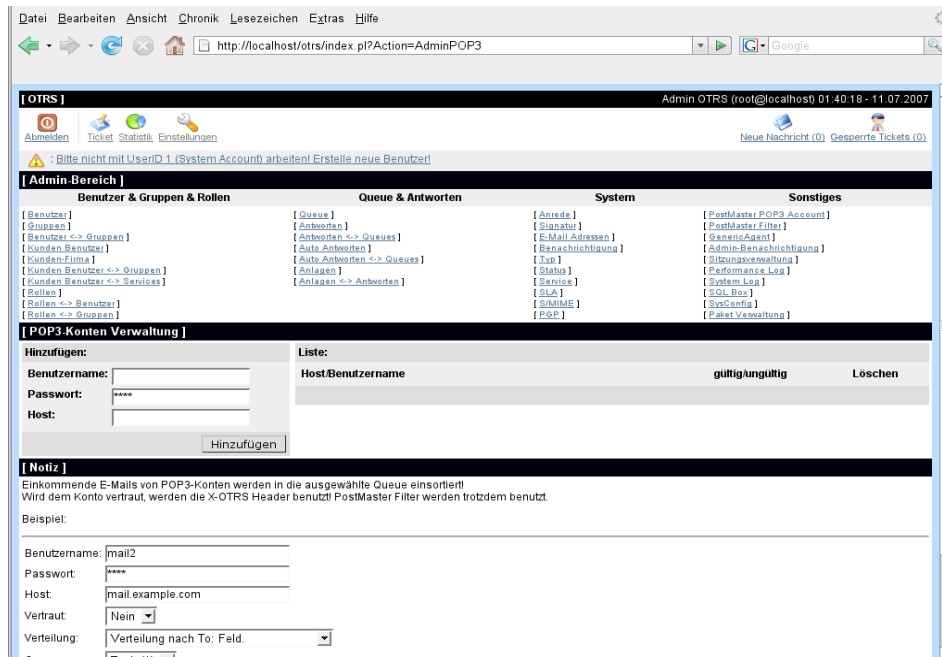 Datei Bearbeiten Ansicht Chronik Lesezeichen Extras Hilfe
http://localhost/otrs/index.pl?Action=AdminPOP3
G Google
[ OTRS ]
Admin OTRS (root@localhost) 01:40:18 - 11.07.2007
Abmelden Ticket Statistik Einstellungen
Neue Nachricht (0) Gesperrte Tickets (0)
: Bitte nicht mit UserID 1 (System Account) arbeiten! Erstelle neue Benutzer!
[ Admin-Bereich ]
Benutzer & Gruppen & Rollen Queue & Antworten System Sonstiges
[ Benutzer ] [ Queue ] [ Anrede ] [ PostMaster POP3 Account ]
[ Gruppen ] [ Antworten ] [ Signatur ] [ PostMaster Filter ]
[ Benutzer <-> Gruppen ] [ Antworten <-> Queues ] [ E-Mail Adressen ] [ GenericAgent ]
[ Kunden Benutzer ] [ Auto Antworten ] [ Benachrichtigung ] [ Admin-Benachrichtigung ]
[ Kunden-Firma ] [ Auto Antworten <-> Queues ] [ Typ ] [ Sitzungsverwaltung ]
[ Kunden Benutzer <-> Gruppen ] [ Anlagen ] [ Status ] [ Performance Log ]
[ Kunden Benutzer <-> Services ] [ Anlagen <-> Antworten ] [ Service ] [ System Log ]
[ Rollen ] [ SLA ] [ SQL Box ]
[ Rollen <-> Benutzer ] [ S/MIME ] [ SysConfig ]
[ Rollen <-> Gruppen ] [ PGP ] [ Paket Verwaltung ]
[ POP3-Konten Verwaltung ]
Hinzufügen: Liste:
Benutzername: Host/Benutzername gültig/ungültig Löschen
Passwort: ****
Host:
Hinzufügen
[ Notiz ]
Einkommende E-Mails von POP3-Konten werden in die ausgewählte Queue einsortiert!
Wird dem Konto vertraut, werden die X-OTRS Header benutzt! PostMaster Filter werden trotzdem benutzt.
Beispiel:
Benutzername: mail2
Passwort: ****
Host: mail.example.com
Vertraut: Nein
Verteilung: Verteilung nach To: Feld.